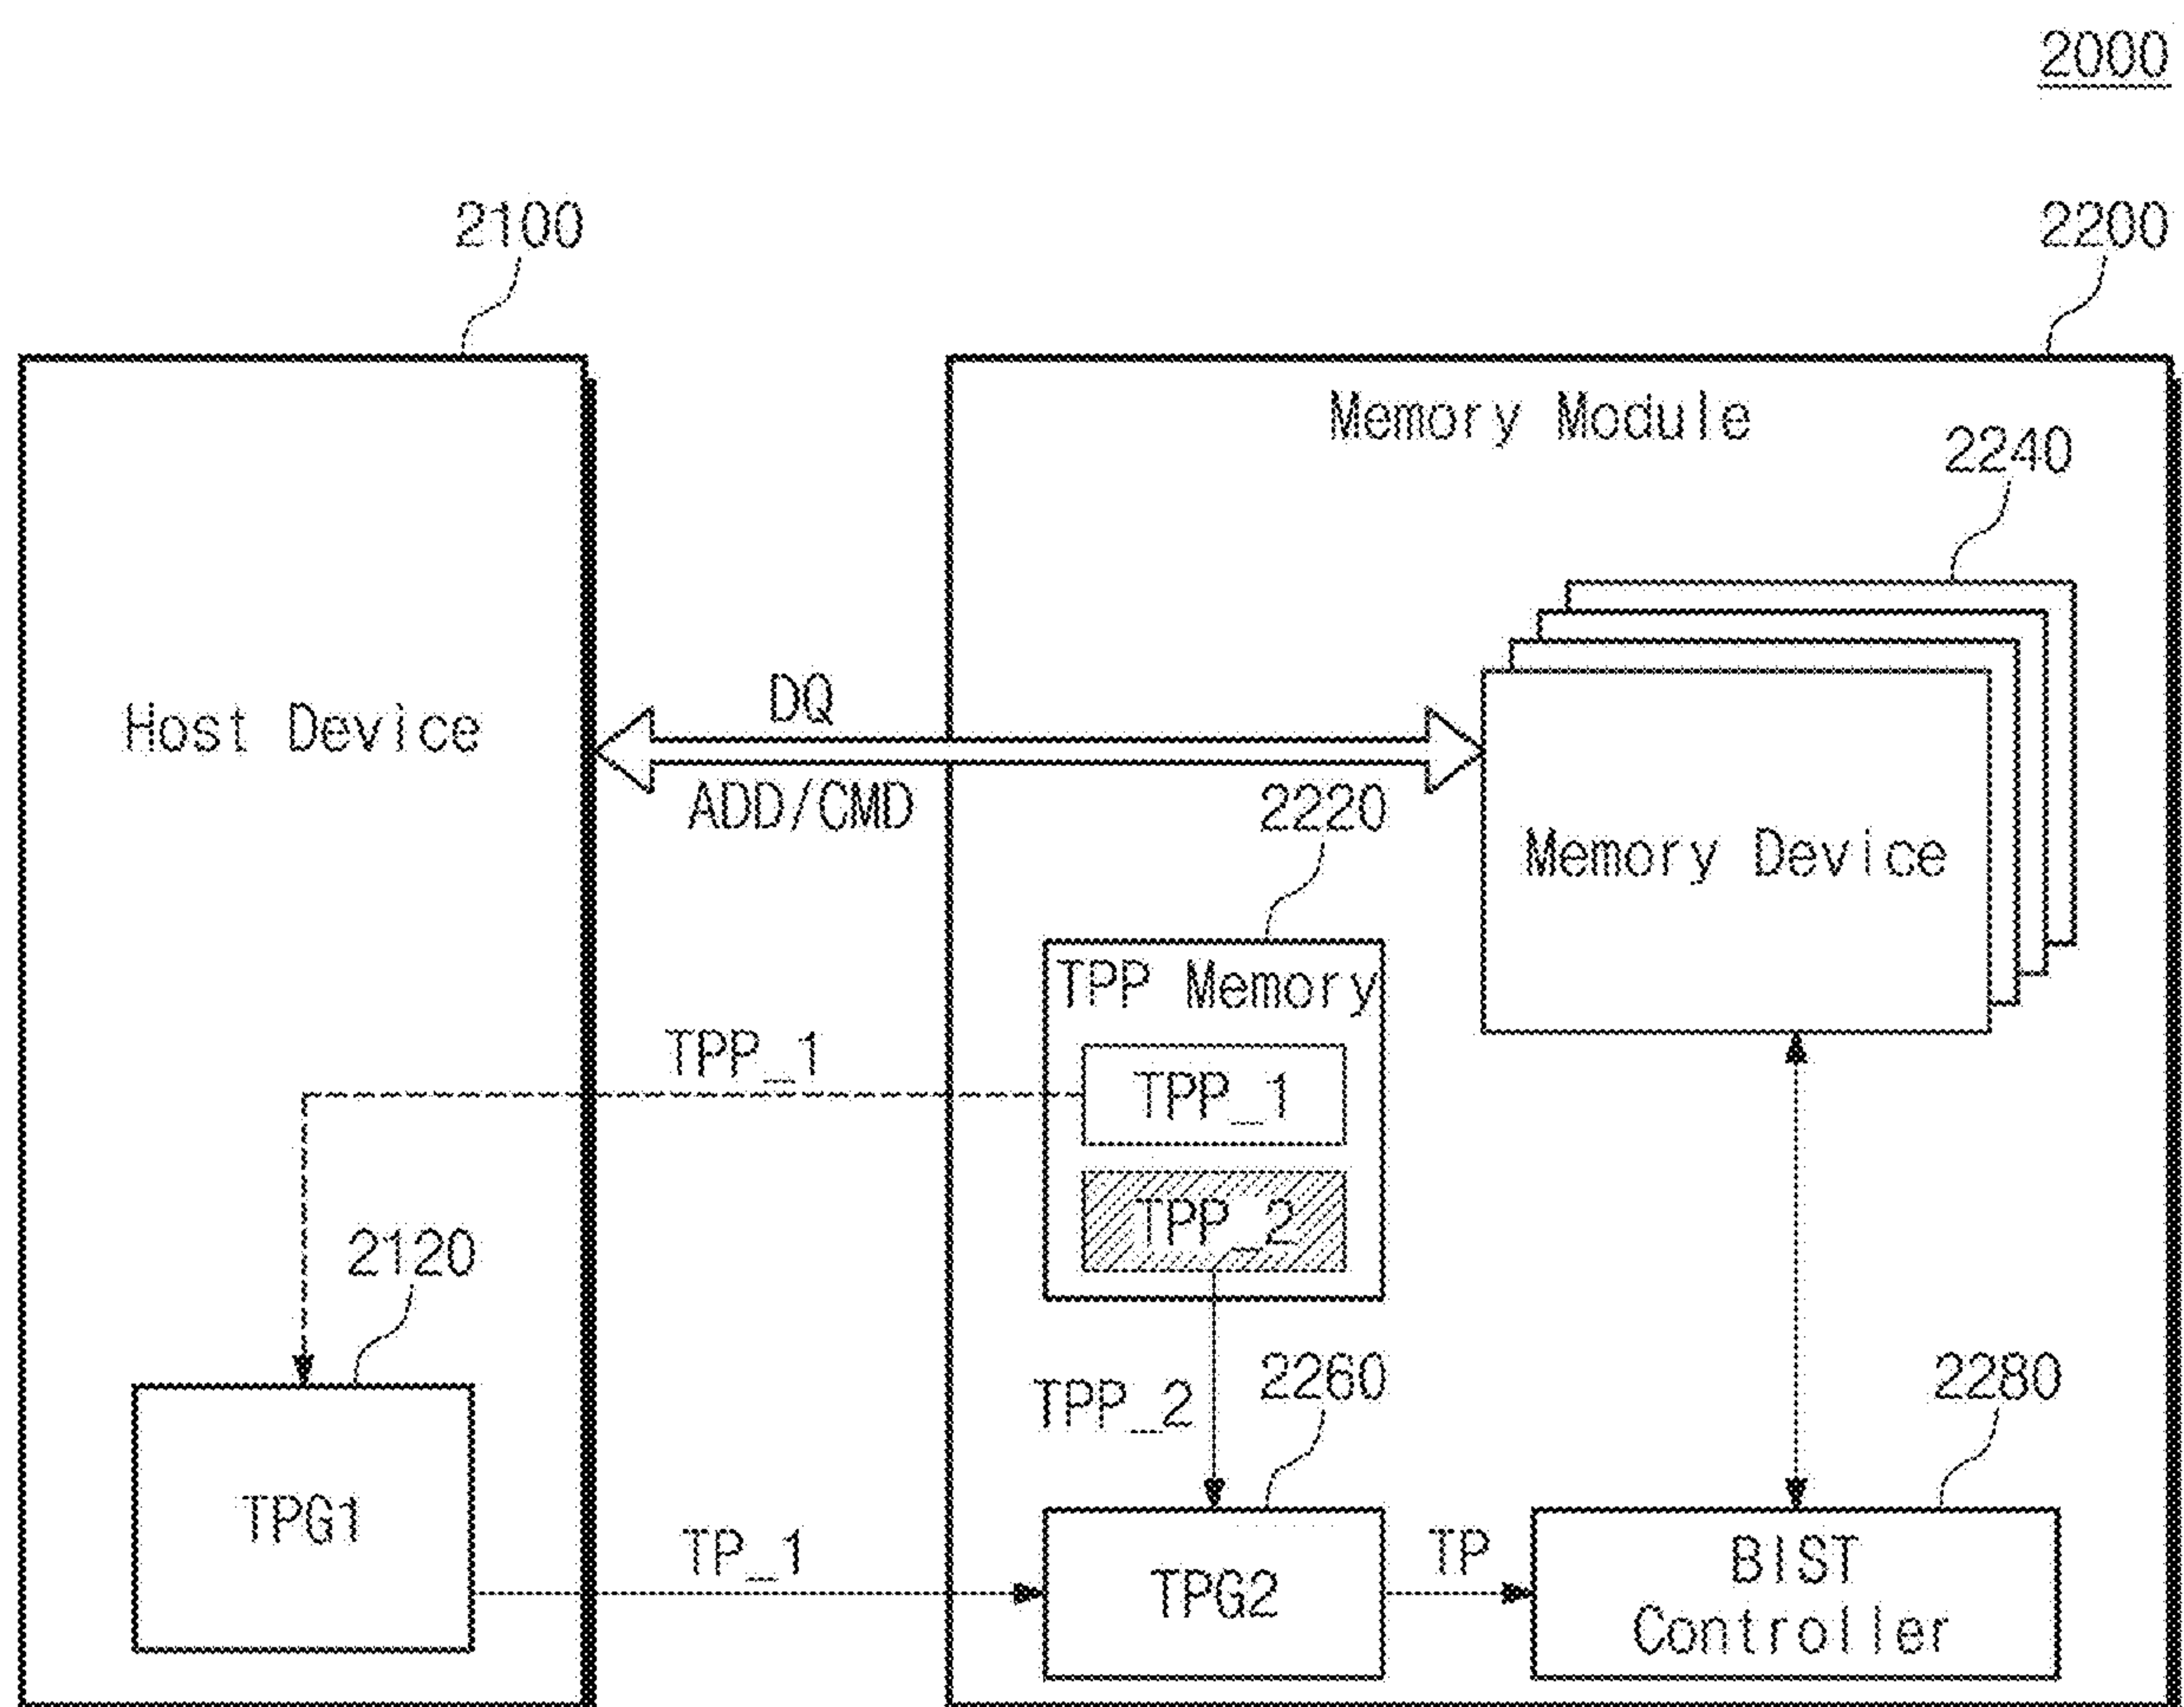 2000
2100
2200
Memory Module
2240
DQ
Host Device
ADD/CMD
2220
Memory Device
TPP Memory
TPP_1
TPP_1
TPP_2
2120
TPP_2
2260
2280
TPG1
TP_1
TPG2
TP
BIST
Controller